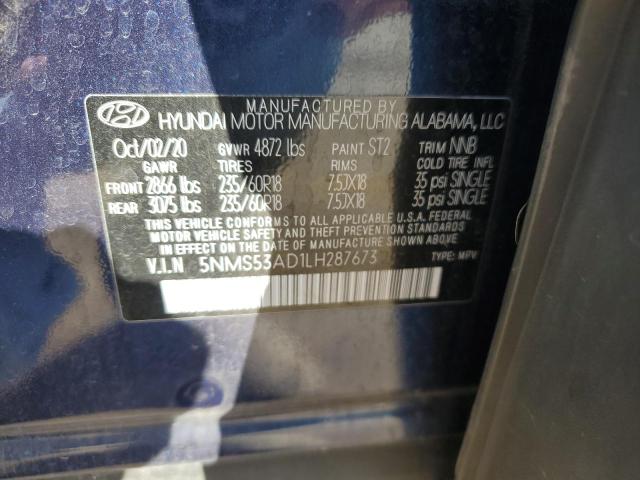 MANUFACTURED BY
HYUNDAI MOTOR MANUFACTURING ALABAMA, LLC
Oct/02/20 GVWR 4872 lbs PAINT ST2 TRIM NNB
GAWR TIRES RIMS COLD TIRE INFL
FRONT 2866 lbs 235/60R18 7.5JX18 35 psi SINGLE
REAR 3075 lbs 235/60R18 7.5JX18 35 psi SINGLE
THIS VEHICLE CONFORMS TO ALL APPLICABLE U.S.A. FEDERAL
MOTOR VEHICLE SAFETY AND THEFT PREVENTION STANDARDS
IN EFFECT ON THE DATE OF MANUFACTURE SHOWN ABOVE.
V.I.N 5NMS53AD1LH287673 TYPE: MPV